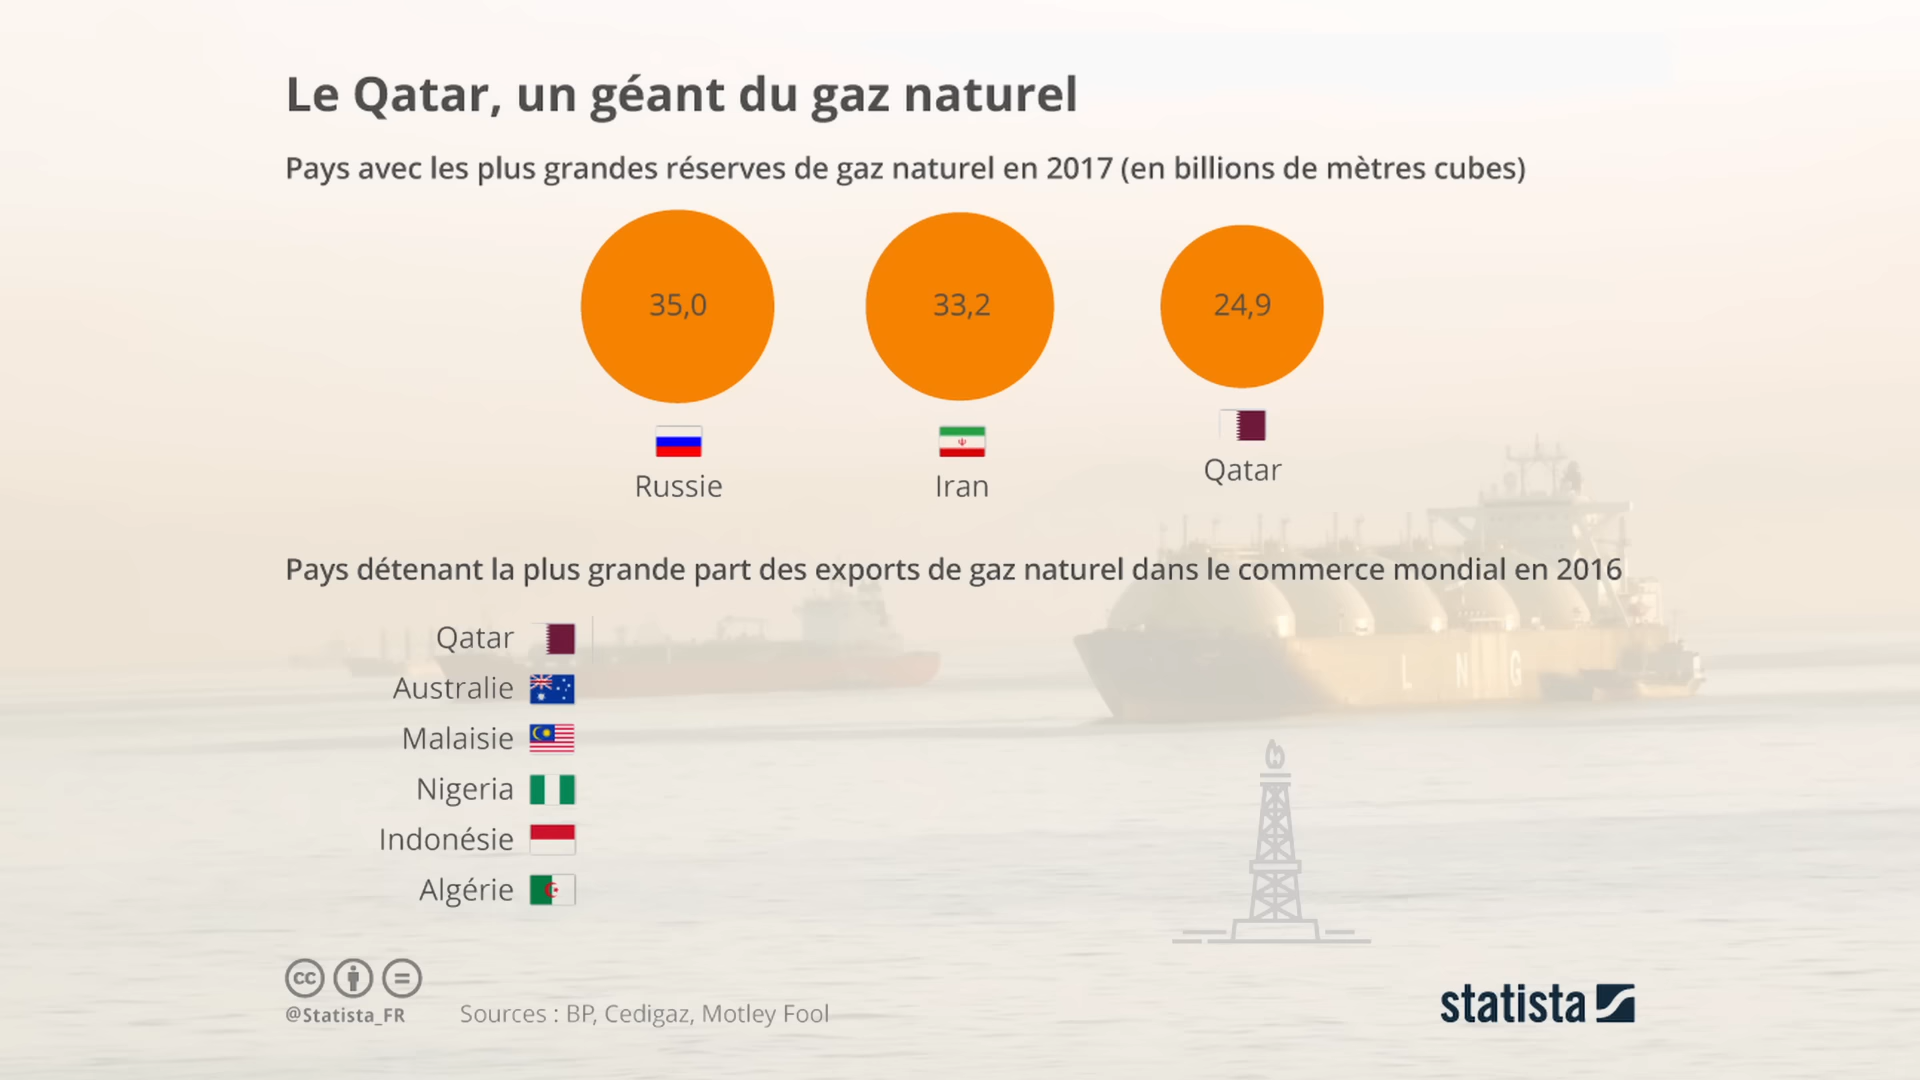 Le Qatar, un géant du gaz naturel
Pays avec les plus grandes réserves de gaz naturel en 2017 (en billions de mètres cubes)
35,0
33,2
24,9
Russie
Iran
Qatar
Pays détenant la plus grande part des exports de gaz naturel dans le commerce mondial en 2016
Qatar
Australie
Malaisie
Nigeria
Indonésie
Algérie
L N G
cc
@Statista_FR
Sources : BP, Cedigaz, Motley Fool
statista